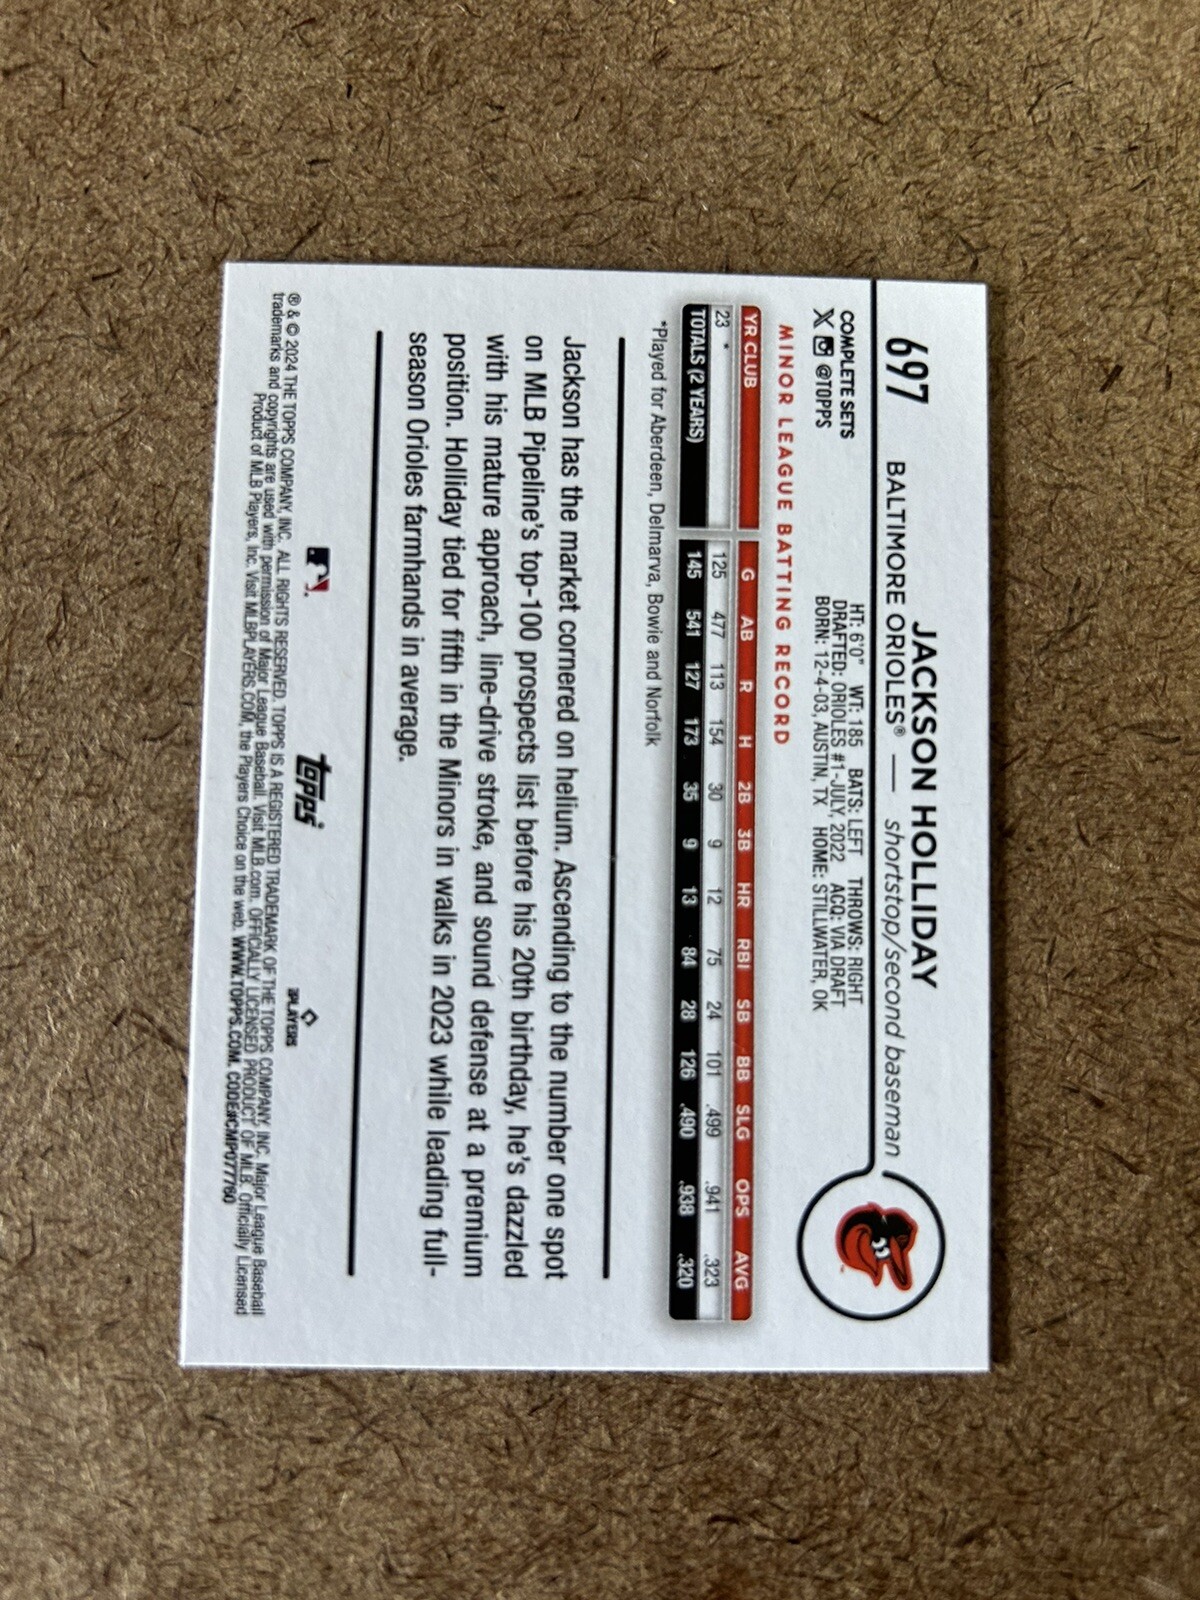 697
JACKSON HOLLIDAY
BALTIMORE ORIOLES® — shortstop/second baseman
COMPLETE SETS
X @TOPPS
HT: 6'0" WT: 185 BATS: LEFT THROWS: RIGHT
DRAFTED: ORIOLES #1-JULY, 2022 ACQ: VIA DRAFT
BORN: 12-4-03, AUSTIN, TX HOME: STILLWATER, OK
MINOR LEAGUE BATTING RECORD
YR CLUB G AB R H 2B 3B HR RBI SB BB SLG OPS AVG
23 * 125 477 113 154 30 9 12 75 24 101 .499 .941 .323
TOTALS (2 YEARS) 145 541 127 173 35 9 13 84 28 126 .490 .938 .320
*Played for Aberdeen, Delmarva, Bowie and Norfolk
Jackson has the market cornered on helium. Ascending to the number one spot
on MLB Pipeline's top-100 prospects list before his 20th birthday, he's dazzled
with his mature approach, line-drive stroke, and sound defense at a premium
position. Holliday tied for fifth in the Minors in walks in 2023 while leading full-
season Orioles farmhands in average.
topps®
PLAYERS
® & © 2024 THE TOPPS COMPANY, INC. ALL RIGHTS RESERVED. TOPPS IS A REGISTERED TRADEMARK OF THE TOPPS COMPANY, INC. Major League Baseball
trademarks and copyrights are used with permission of Major League Baseball. Visit MLB.com. OFFICIALLY LICENSED PRODUCT OF MLB. Officially Licensed
Product of MLB Players, Inc. Visit MLBPLAYERS.COM, the Players Choice on the web. WWW.TOPPS.COM. CODE#CMP077760